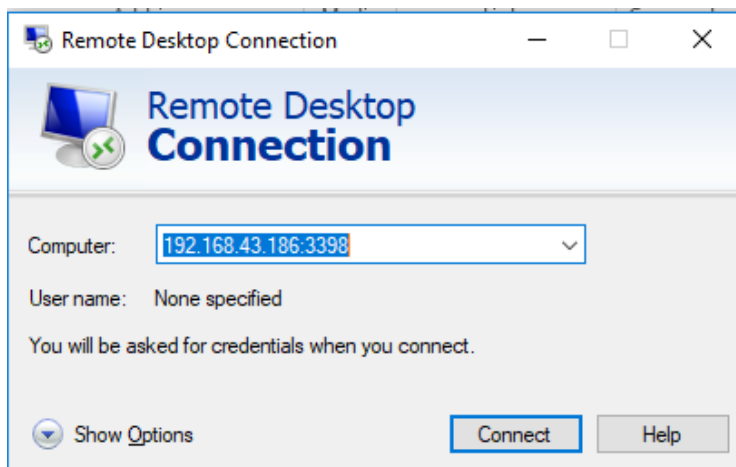 Remote Desktop Connection
Remote Desktop
Connection
Computer: 192.168.43.186:3398
User name: None specified
You will be asked for credentials when you connect.
Show Options Connect Help